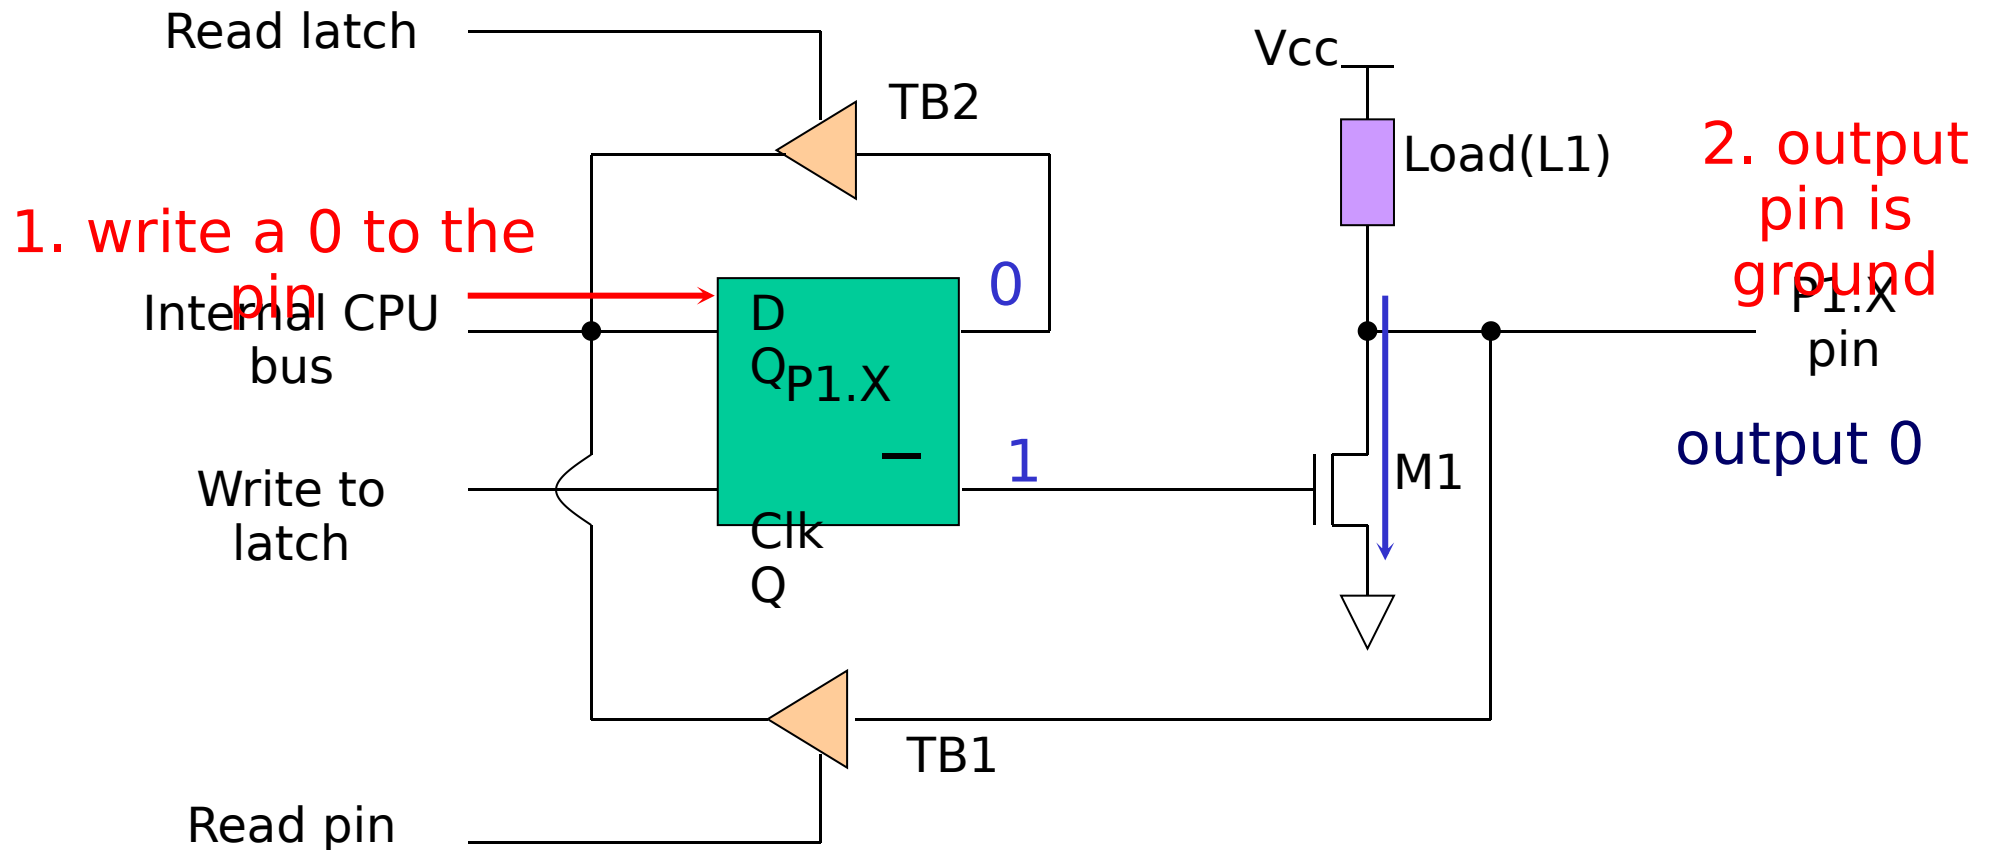 Read latch
Vcc
TB2
Load(L1)
2. output
pin is
ground
1. write a 0 to the
pin
Internal CPU
bus
D
Q
P1.X
0
P1.X
pin
output 0
1
M1
Write to
latch
Clk
Q
TB1
Read pin